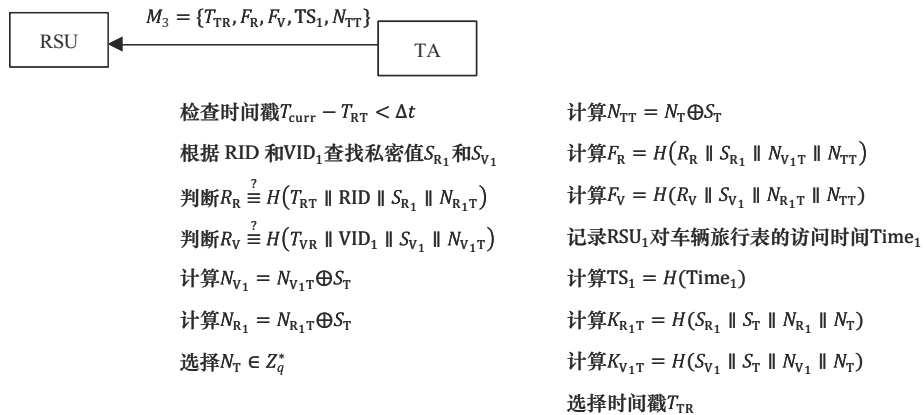 M₃ = {T_TR, F_R, F_V, TS₁, N_TT}
RSU
TA
检查时间戳T_curr − T_RT < Δt
根据 RID 和VID₁查找私密值S_R₁和S_V₁
判断R_R ≟ H(T_RT ∥ RID ∥ S_R₁ ∥ N_R₁T)
判断R_V ≟ H(T_VR ∥ VID₁ ∥ S_V₁ ∥ N_V₁T)
计算N_V₁ = N_V₁T⊕S_T
计算N_R₁ = N_R₁T⊕S_T
选择N_T ∈ Z_q^*
计算N_TT = N_T⊕S_T
计算F_R = H(R_R ∥ S_R₁ ∥ N_V₁T ∥ N_TT)
计算F_V = H(R_V ∥ S_V₁ ∥ N_R₁T ∥ N_TT)
记录RSU₁对车辆旅行表的访问时间Time₁
计算TS₁ = H(Time₁)
计算K_R₁T = H(S_R₁ ∥ S_T ∥ N_R₁ ∥ N_T)
计算K_V₁T = H(S_V₁ ∥ S_T ∥ N_V₁ ∥ N_T)
选择时间戳T_TR